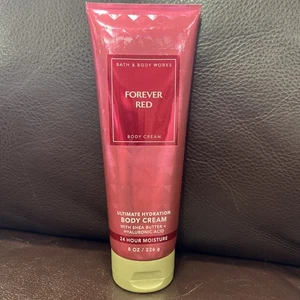 BATH & BODY WORKS
FOREVER
RED
BODY CREAM
ULTIMATE HYDRATION
BODY CREAM
WITH SHEA BUTTER +
HYALURONIC ACID
24 HOUR MOISTURE
8 OZ / 226 g